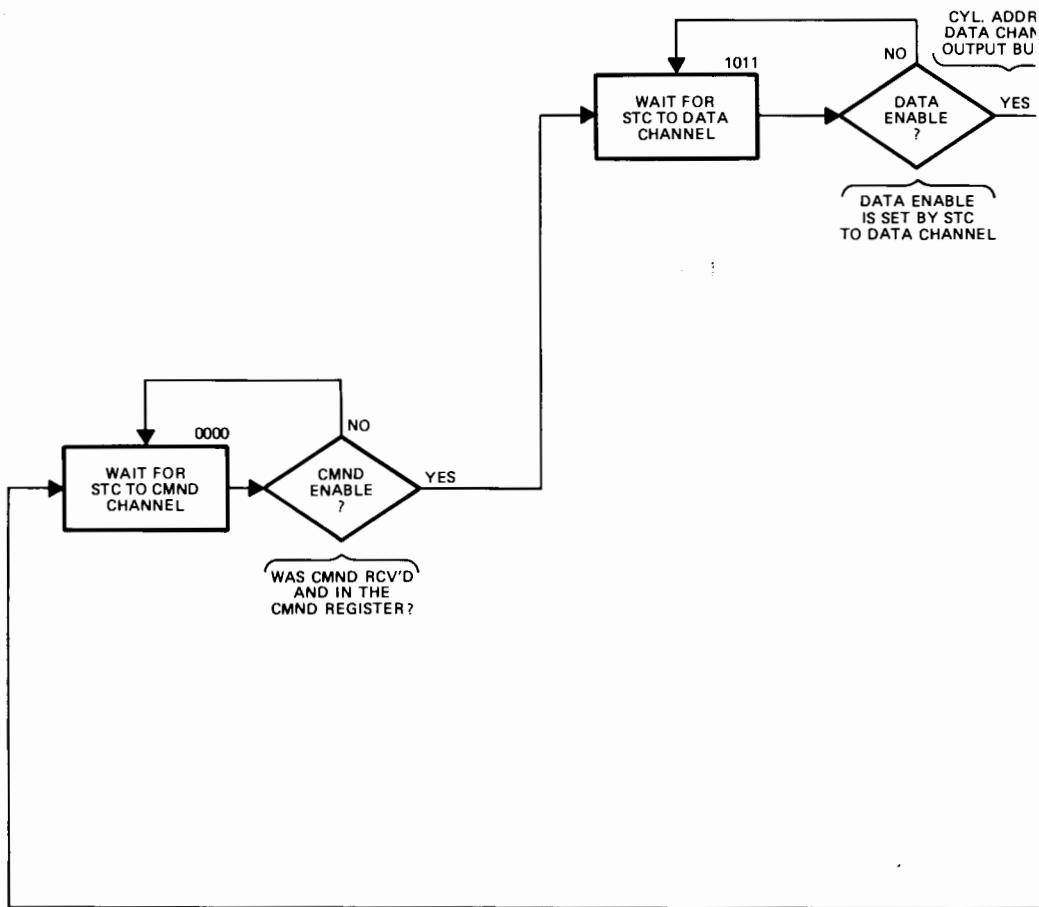 CYL. ADDR
DATA CHAN
OUTPUT BU
NO
1011
WAIT FOR
STC TO DATA
CHANNEL
DATA
ENABLE
?
YES
DATA ENABLE
IS SET BY STC
TO DATA CHANNEL
NO
0000
WAIT FOR
STC TO CMND
CHANNEL
CMND
ENABLE
?
YES
WAS CMND RCV'D
AND IN THE
CMND REGISTER?